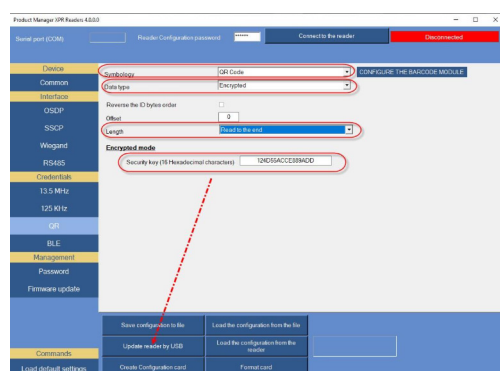 Product Manager XPR Readers 4.8.0.0
Serial port (COM)
Reader Configuration password
******
Connect to the reader
Disconnected
Device
Common
Interface
OSDP
SSCP
Wiegand
RS485
Credentials
13.5 MHz
125 KHz
QR
BLE
Management
Password
Firmware update
Commands
Load default settings
Symbology
QR Code
CONFIGURE THE BARCODE MODULE
Data type
Encrypted
Reverse the ID bytes order
Offset
0
Length
Read to the end
Encrypted mode
Security key (16 Hexadecimal characters)
Save configuration to file
Load the configuration from the file
Update reader by USB
Load the configuration from the
reader
Create Configuration card
Format card